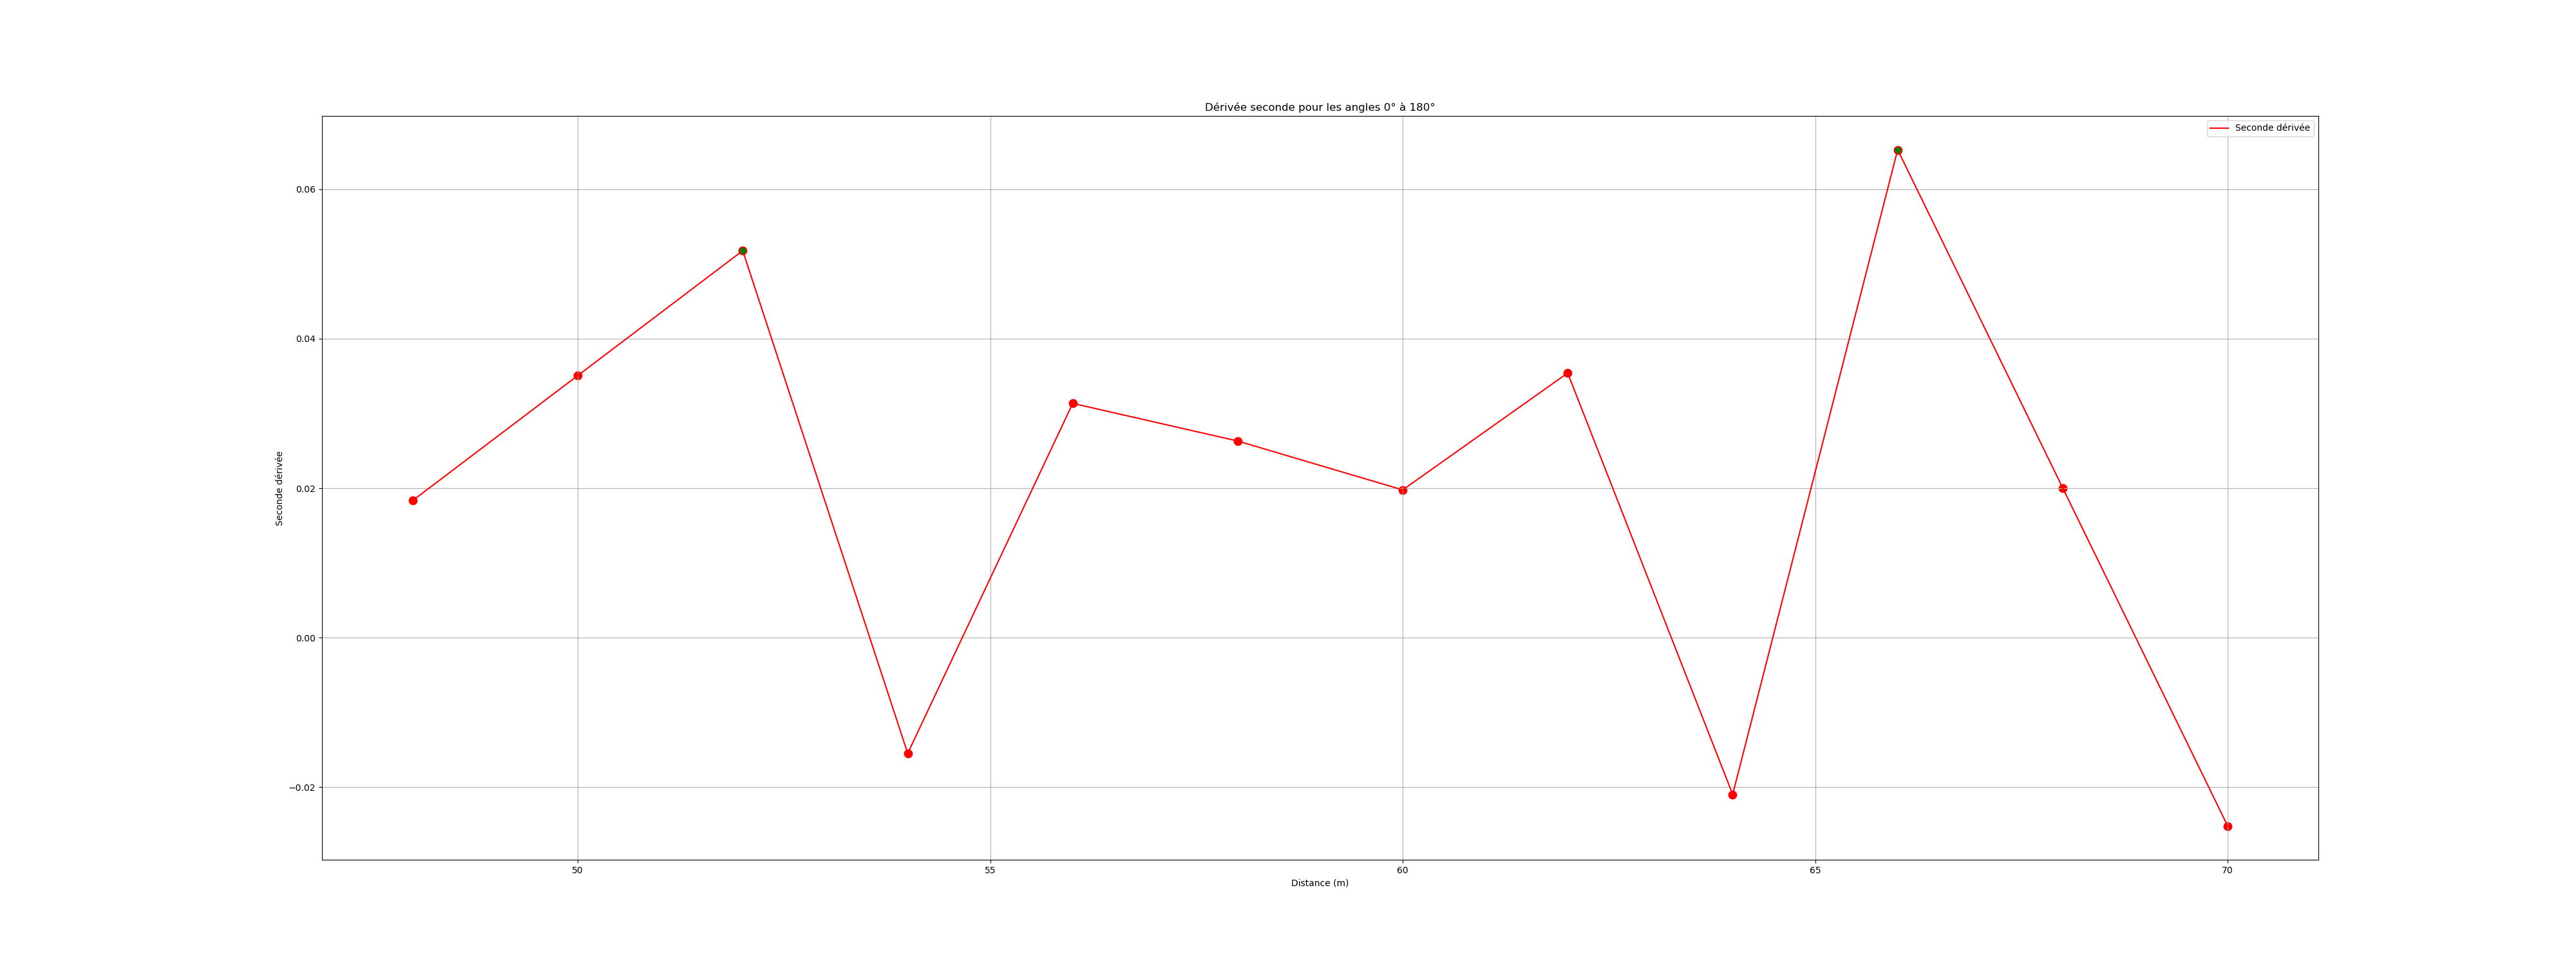 Dérivée seconde pour les angles 0° à 180°
Seconde dérivée
0.06
0.04
0.02
0.00
−0.02
Seconde dérivée
50
55
60
65
70
Distance (m)